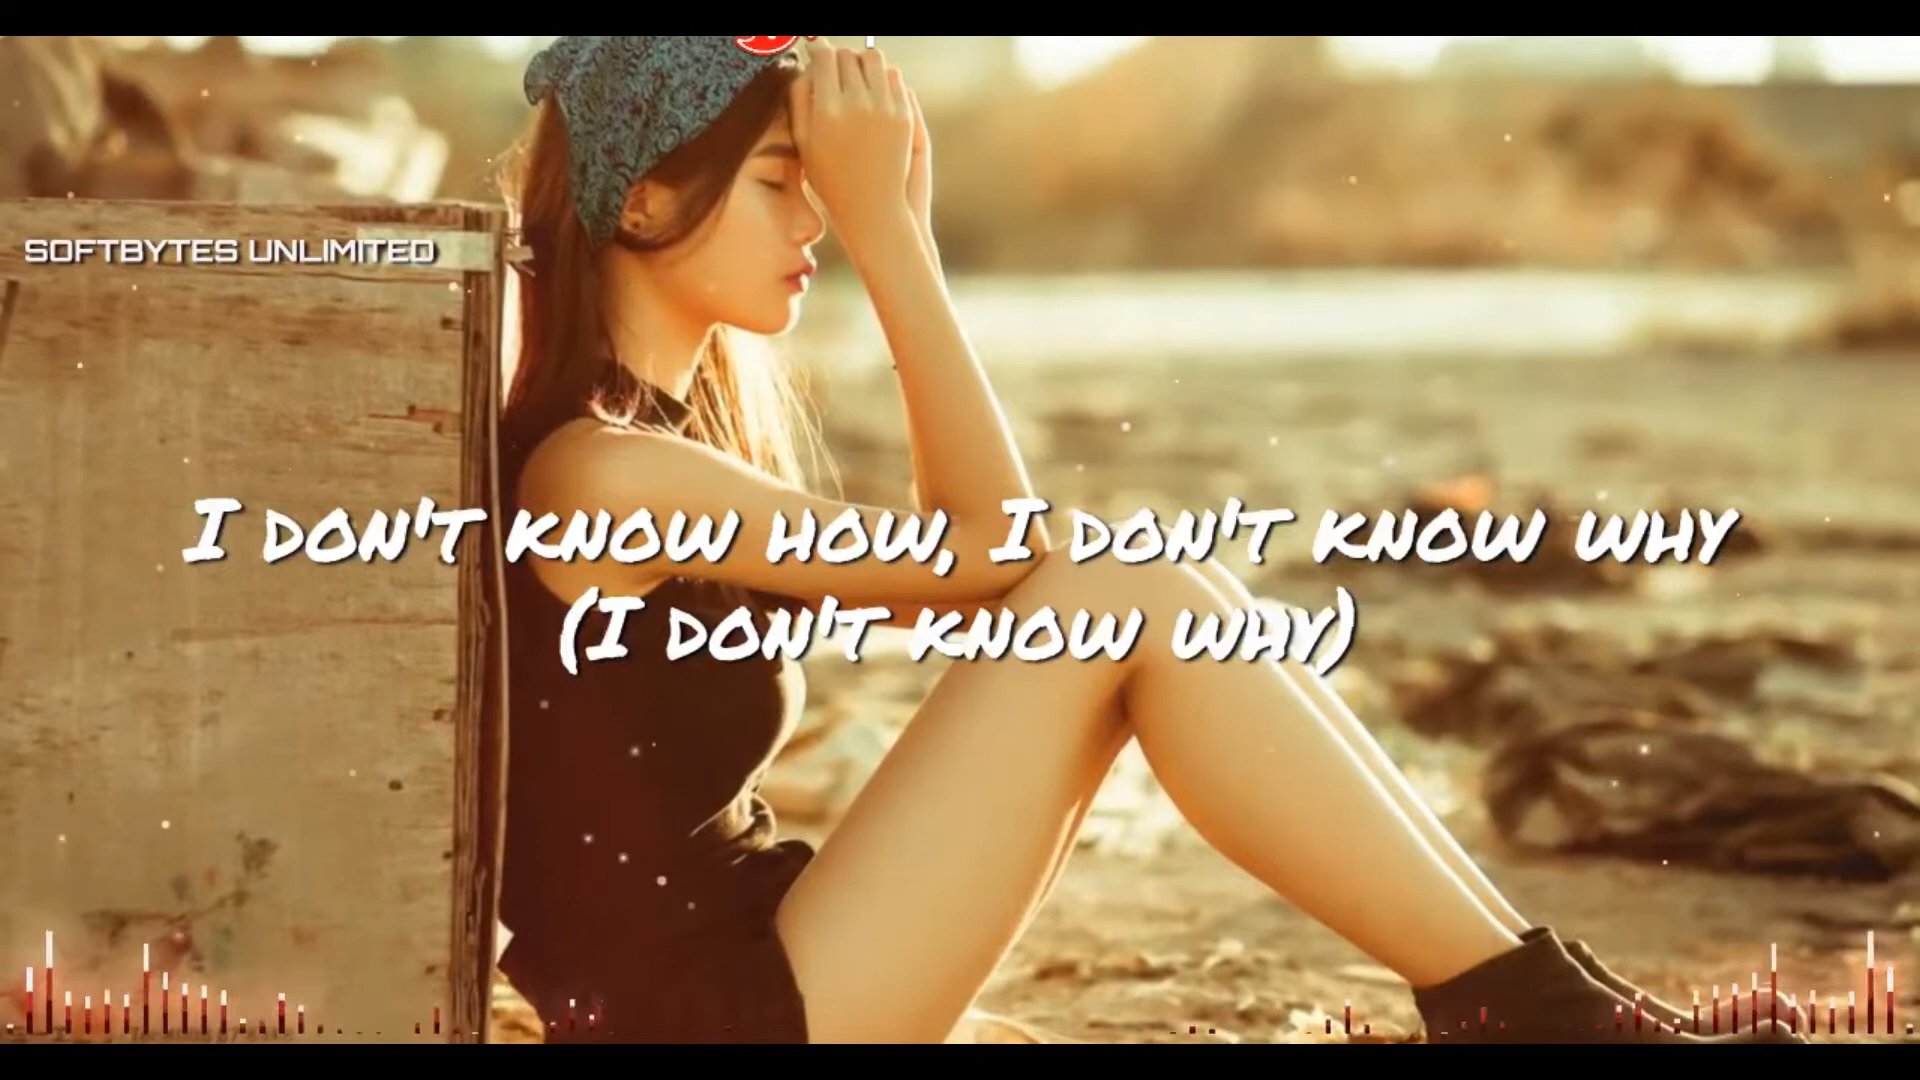 SOFTBYTES UNLIMITED
I DON'T KNOW HOW, I DON'T KNOW WHY
(I DON'T KNOW WHY)